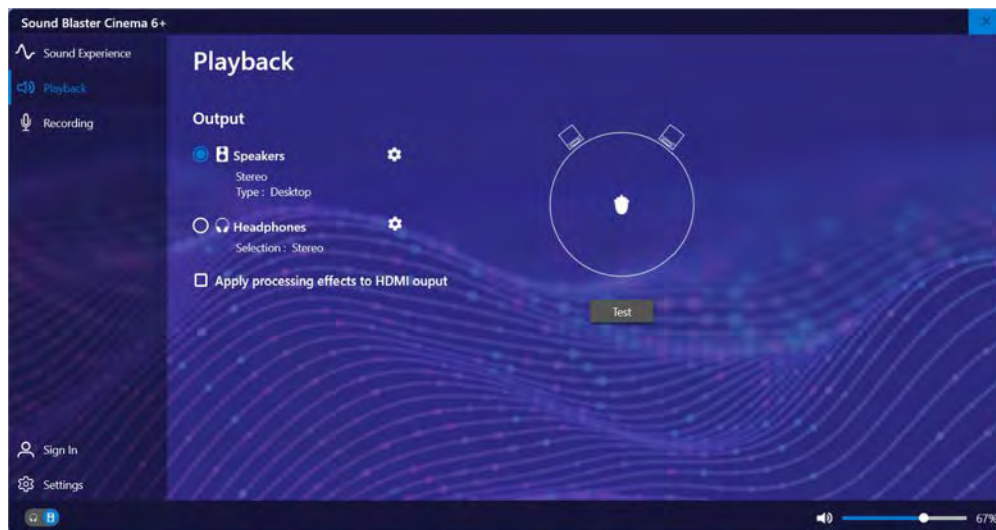 Sound Blaster Cinema 6+
Sound Experience
Playback
Recording
Playback
Output
Speakers
Stereo
Type : Desktop
Headphones
Selection : Stereo
Apply processing effects to HDMI ouput
Test
Sign In
Settings
67%